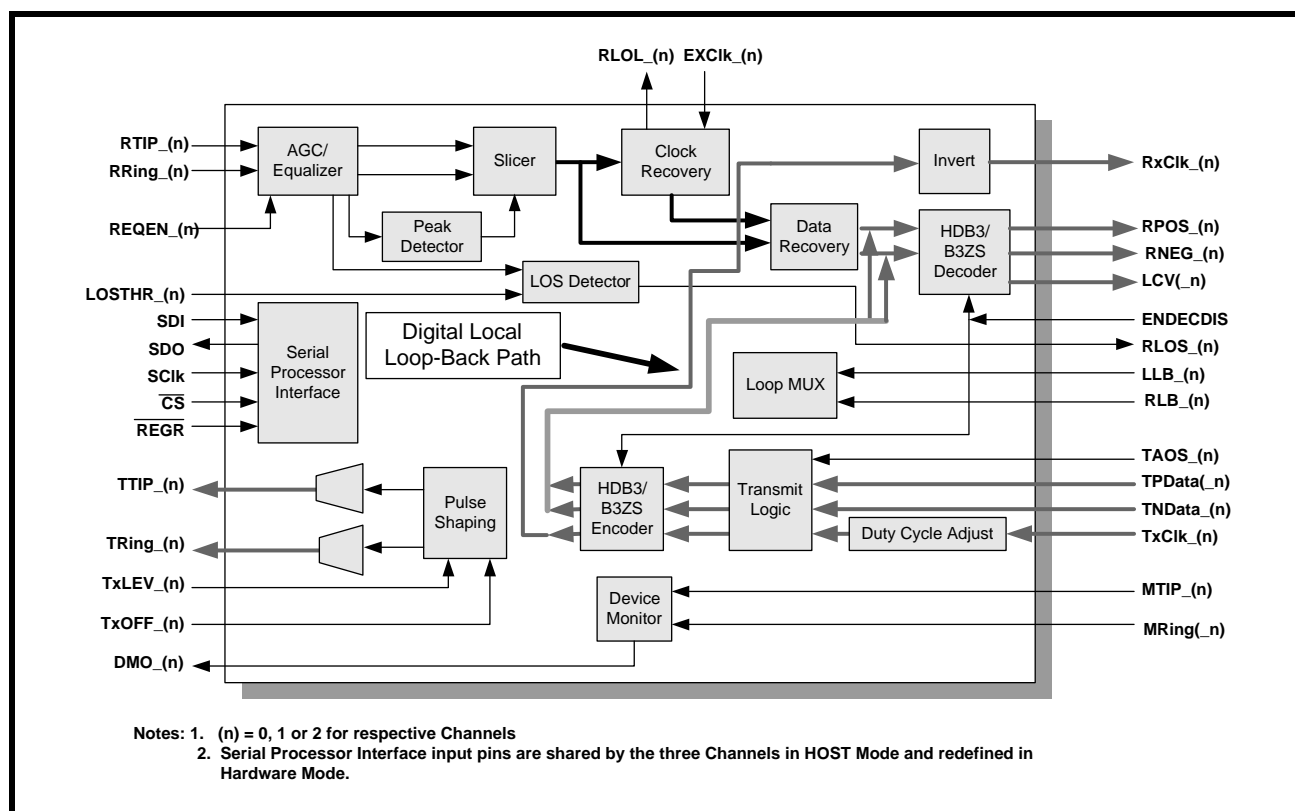 RLOL_(n) EXClk_(n)
RTIP_(n)
RRing_(n)
REQEN_(n)
LOSTHR_(n)
SDI
SDO
SClk
CS
REGR
TTIP_(n)
TRing_(n)
TxLEV_(n)
TxOFF_(n)
DMO_(n)
AGC/
Equalizer
Slicer
Clock
Recovery
Invert
Peak
Detector
Data
Recovery
HDB3/
B3ZS
Decoder
LOS Detector
Serial
Processor
Interface
Digital Local
Loop-Back Path
Loop MUX
Pulse
Shaping
HDB3/
B3ZS
Encoder
Transmit
Logic
Duty Cycle Adjust
Device
Monitor
RxClk_(n)
RPOS_(n)
RNEG_(n)
LCV(_n)
ENDECDIS
RLOS_(n)
LLB_(n)
RLB_(n)
TAOS_(n)
TPData(_n)
TNData_(n)
TxClk_(n)
MTIP_(n)
MRing(_n)
Notes: 1. (n) = 0, 1 or 2 for respective Channels
2. Serial Processor Interface input pins are shared by the three Channels in HOST Mode and redefined in
Hardware Mode.